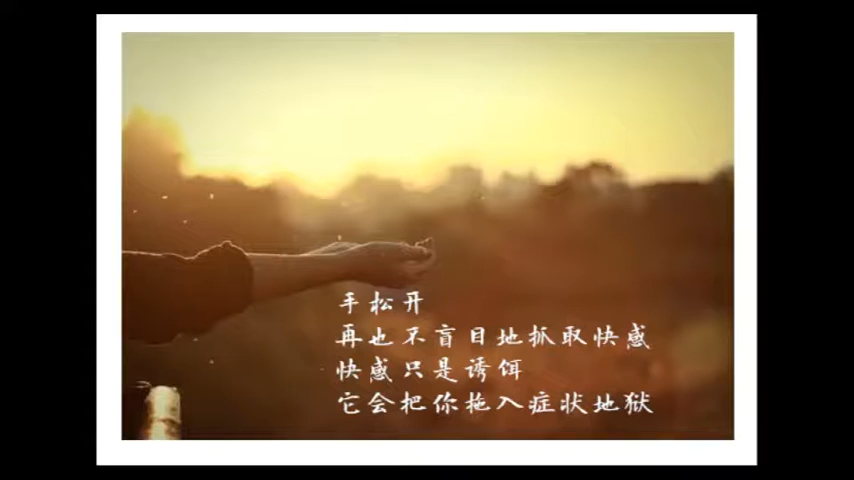 手松开
再也不盲目地抓取快感
快感只是诱饵
它会把你拖入症状地狱